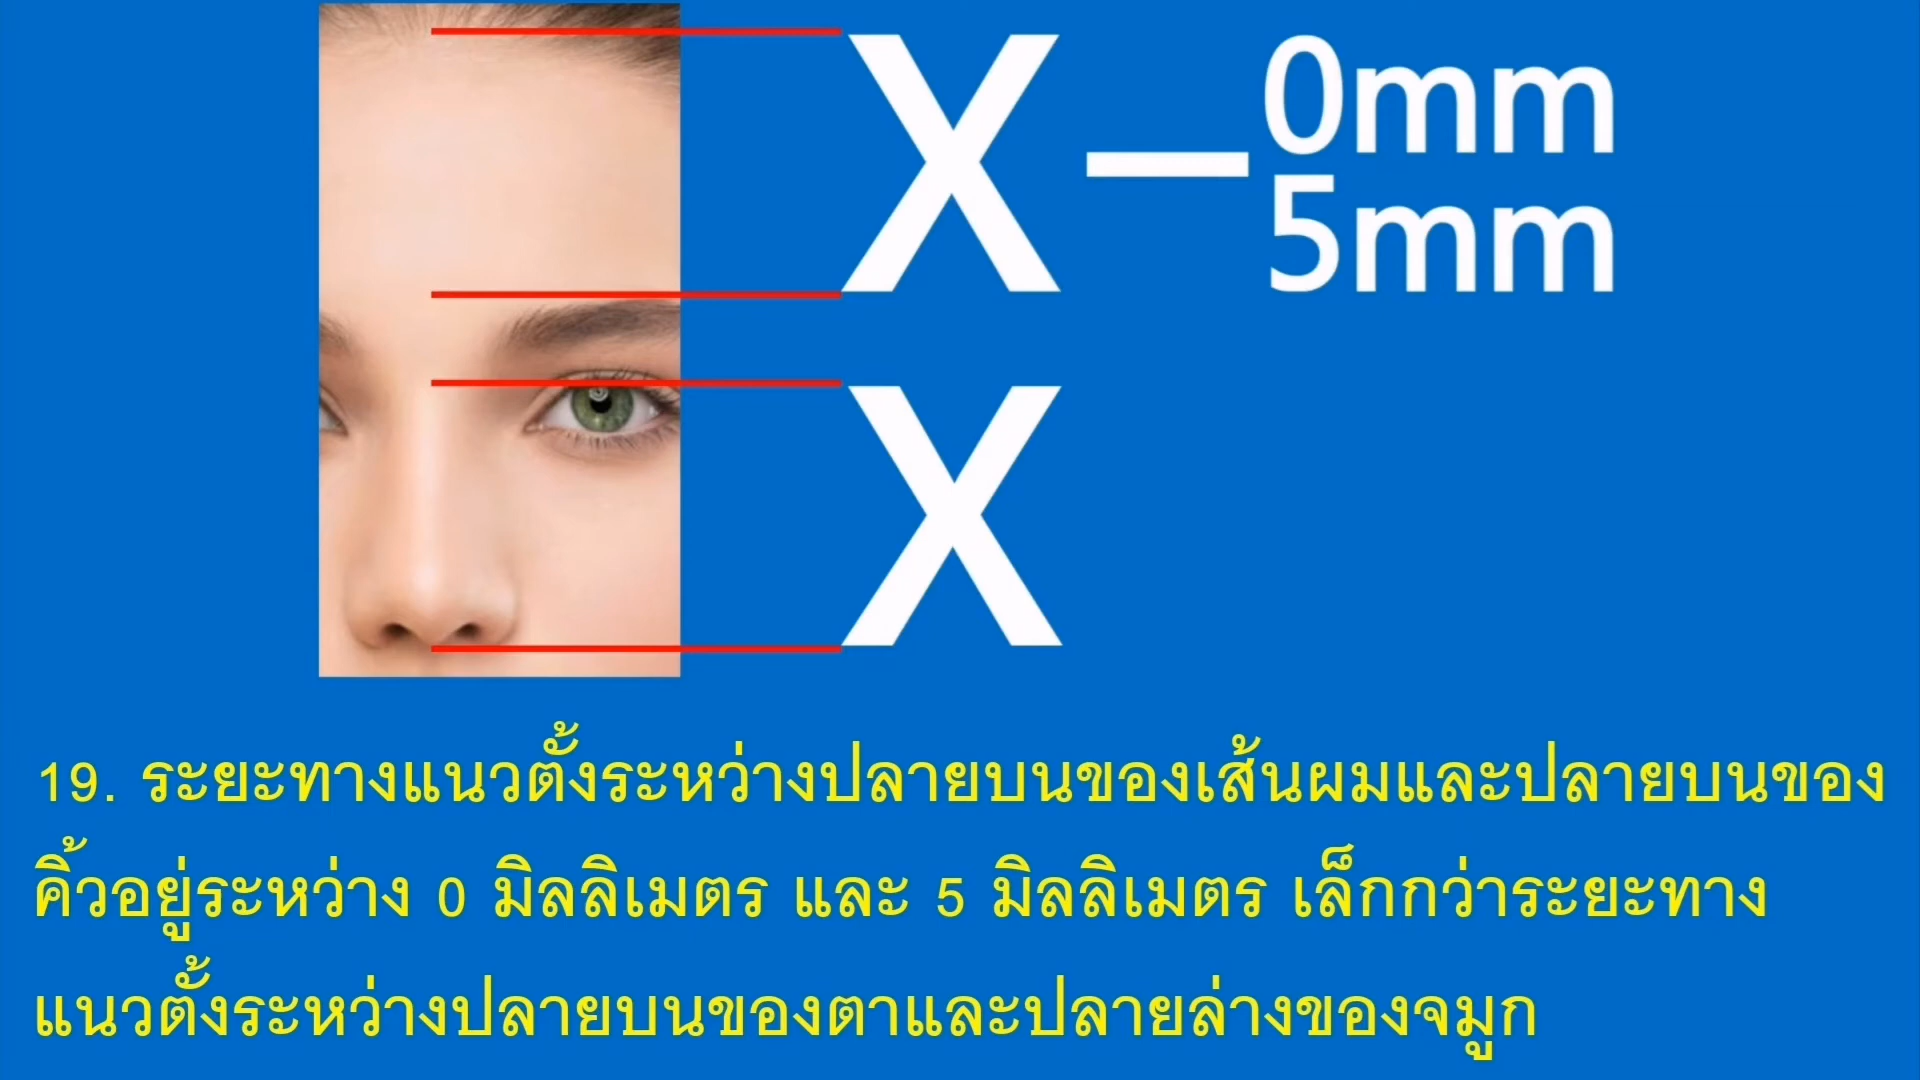 X — 0mm
5mm
X
19. ระยะทางแนวตั้งระหว่างปลายบนของเส้นผมและปลายบนของ
คิ้วอยู่ระหว่าง 0 มิลลิเมตร และ 5 มิลลิเมตร เล็กกว่าระยะทาง
แนวตั้งระหว่างปลายบนของตาและปลายล่างของจมูก